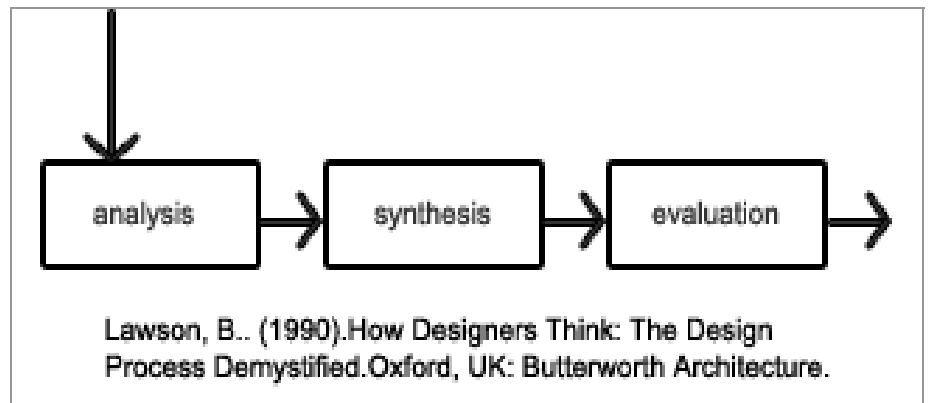 analysis
synthesis
evaluation
Lawson, B.. (1990).How Designers Think: The Design
Process Demystified.Oxford, UK: Butterworth Architecture.